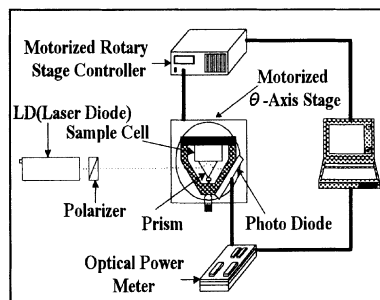 Motorized Rotary
Stage Controller
Motorized
θ-Axis Stage
LD(Laser Diode)
Sample Cell
Polarizer
Prism
Photo Diode
Optical Power
Meter